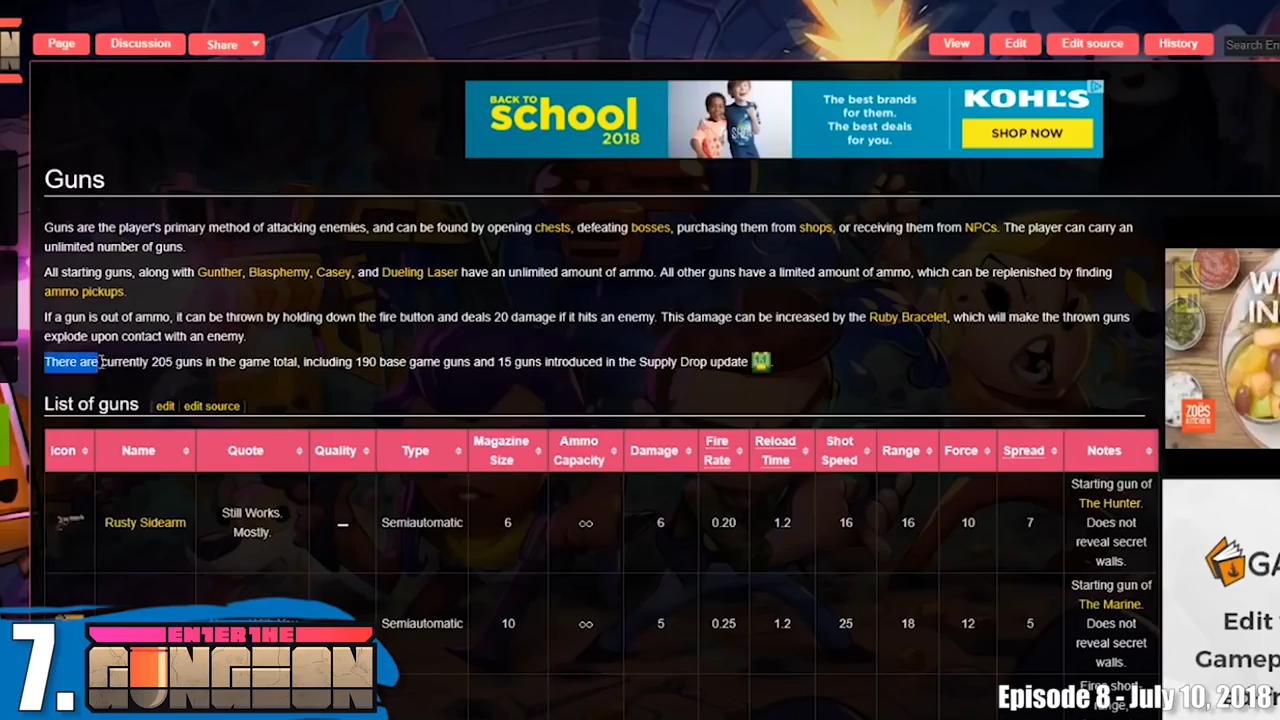 Page
Discussion
Share
View
Edit
Edit source
History
Search En
BACK TO
school
2018
The best brands
for them.
The best deals
for you.
KOHL'S
SHOP NOW
Guns
Guns are the player's primary method of attacking enemies, and can be found by opening chests, defeating bosses, purchasing them from shops, or receiving them from NPCs. The player can carry an
unlimited number of guns.
All starting guns, along with Gunther, Blasphemy, Casey, and Dueling Laser have an unlimited amount of ammo. All other guns have a limited amount of ammo, which can be replenished by finding
ammo pickups.
If a gun is out of ammo, it can be thrown by holding down the fire button and deals 20 damage if it hits an enemy. This damage can be increased by the Ruby Bracelet, which will make the thrown guns
explode upon contact with an enemy.
There are currently 205 guns in the game total, including 190 base game guns and 15 guns introduced in the Supply Drop update .
List of guns | edit | edit source |
Icon Name Quote Quality Type Magazine Size Ammo Capacity Damage Fire Rate Reload Time Shot Speed Range Force Spread Notes
Rusty Sidearm
Still Works.
Mostly.
– Semiautomatic 6 ∞ 6 0.20 1.2 16 16 10 7
Starting gun of
The Hunter.
Does not
reveal secret
walls.
Semiautomatic 10 ∞ 5 0.25 1.2 25 18 12 5
Starting gun of
The Marine.
Does not
reveal secret
walls.
Fires short
range,
ZOËS
KITCHEN
WE
IN
GA
Edit
Gamep
7.
ENTER THE
GUNGEON
Episode 8 - July 10, 2018